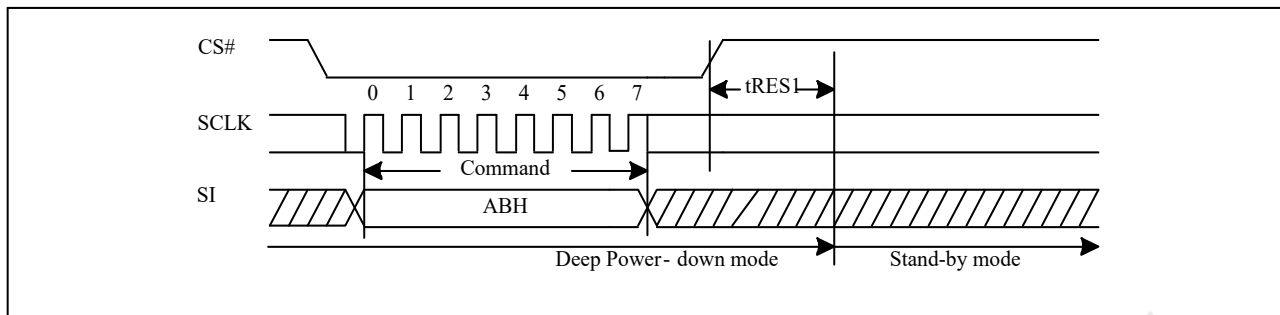 CS#
tRES1
0 1 2 3 4 5 6 7
SCLK
Command
SI
ABH
Deep Power- down mode
Stand-by mode